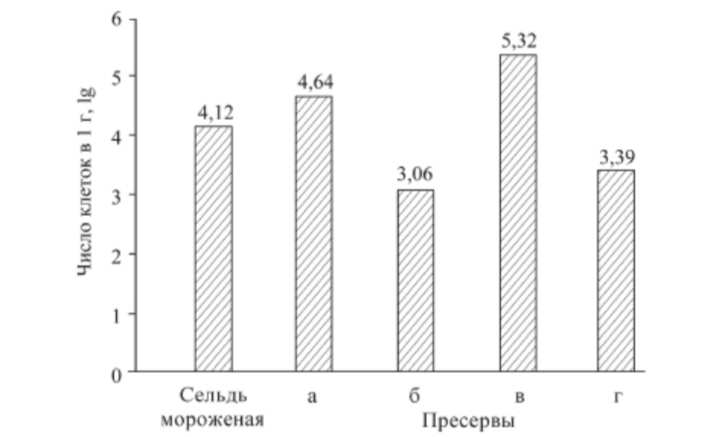 Число клеток в 1 г, lg
6
5
4
3
2
1
0
4,12
4,64
3,06
5,32
3,39
Сельдь
мороженая
а
б
в
г
Пресервы